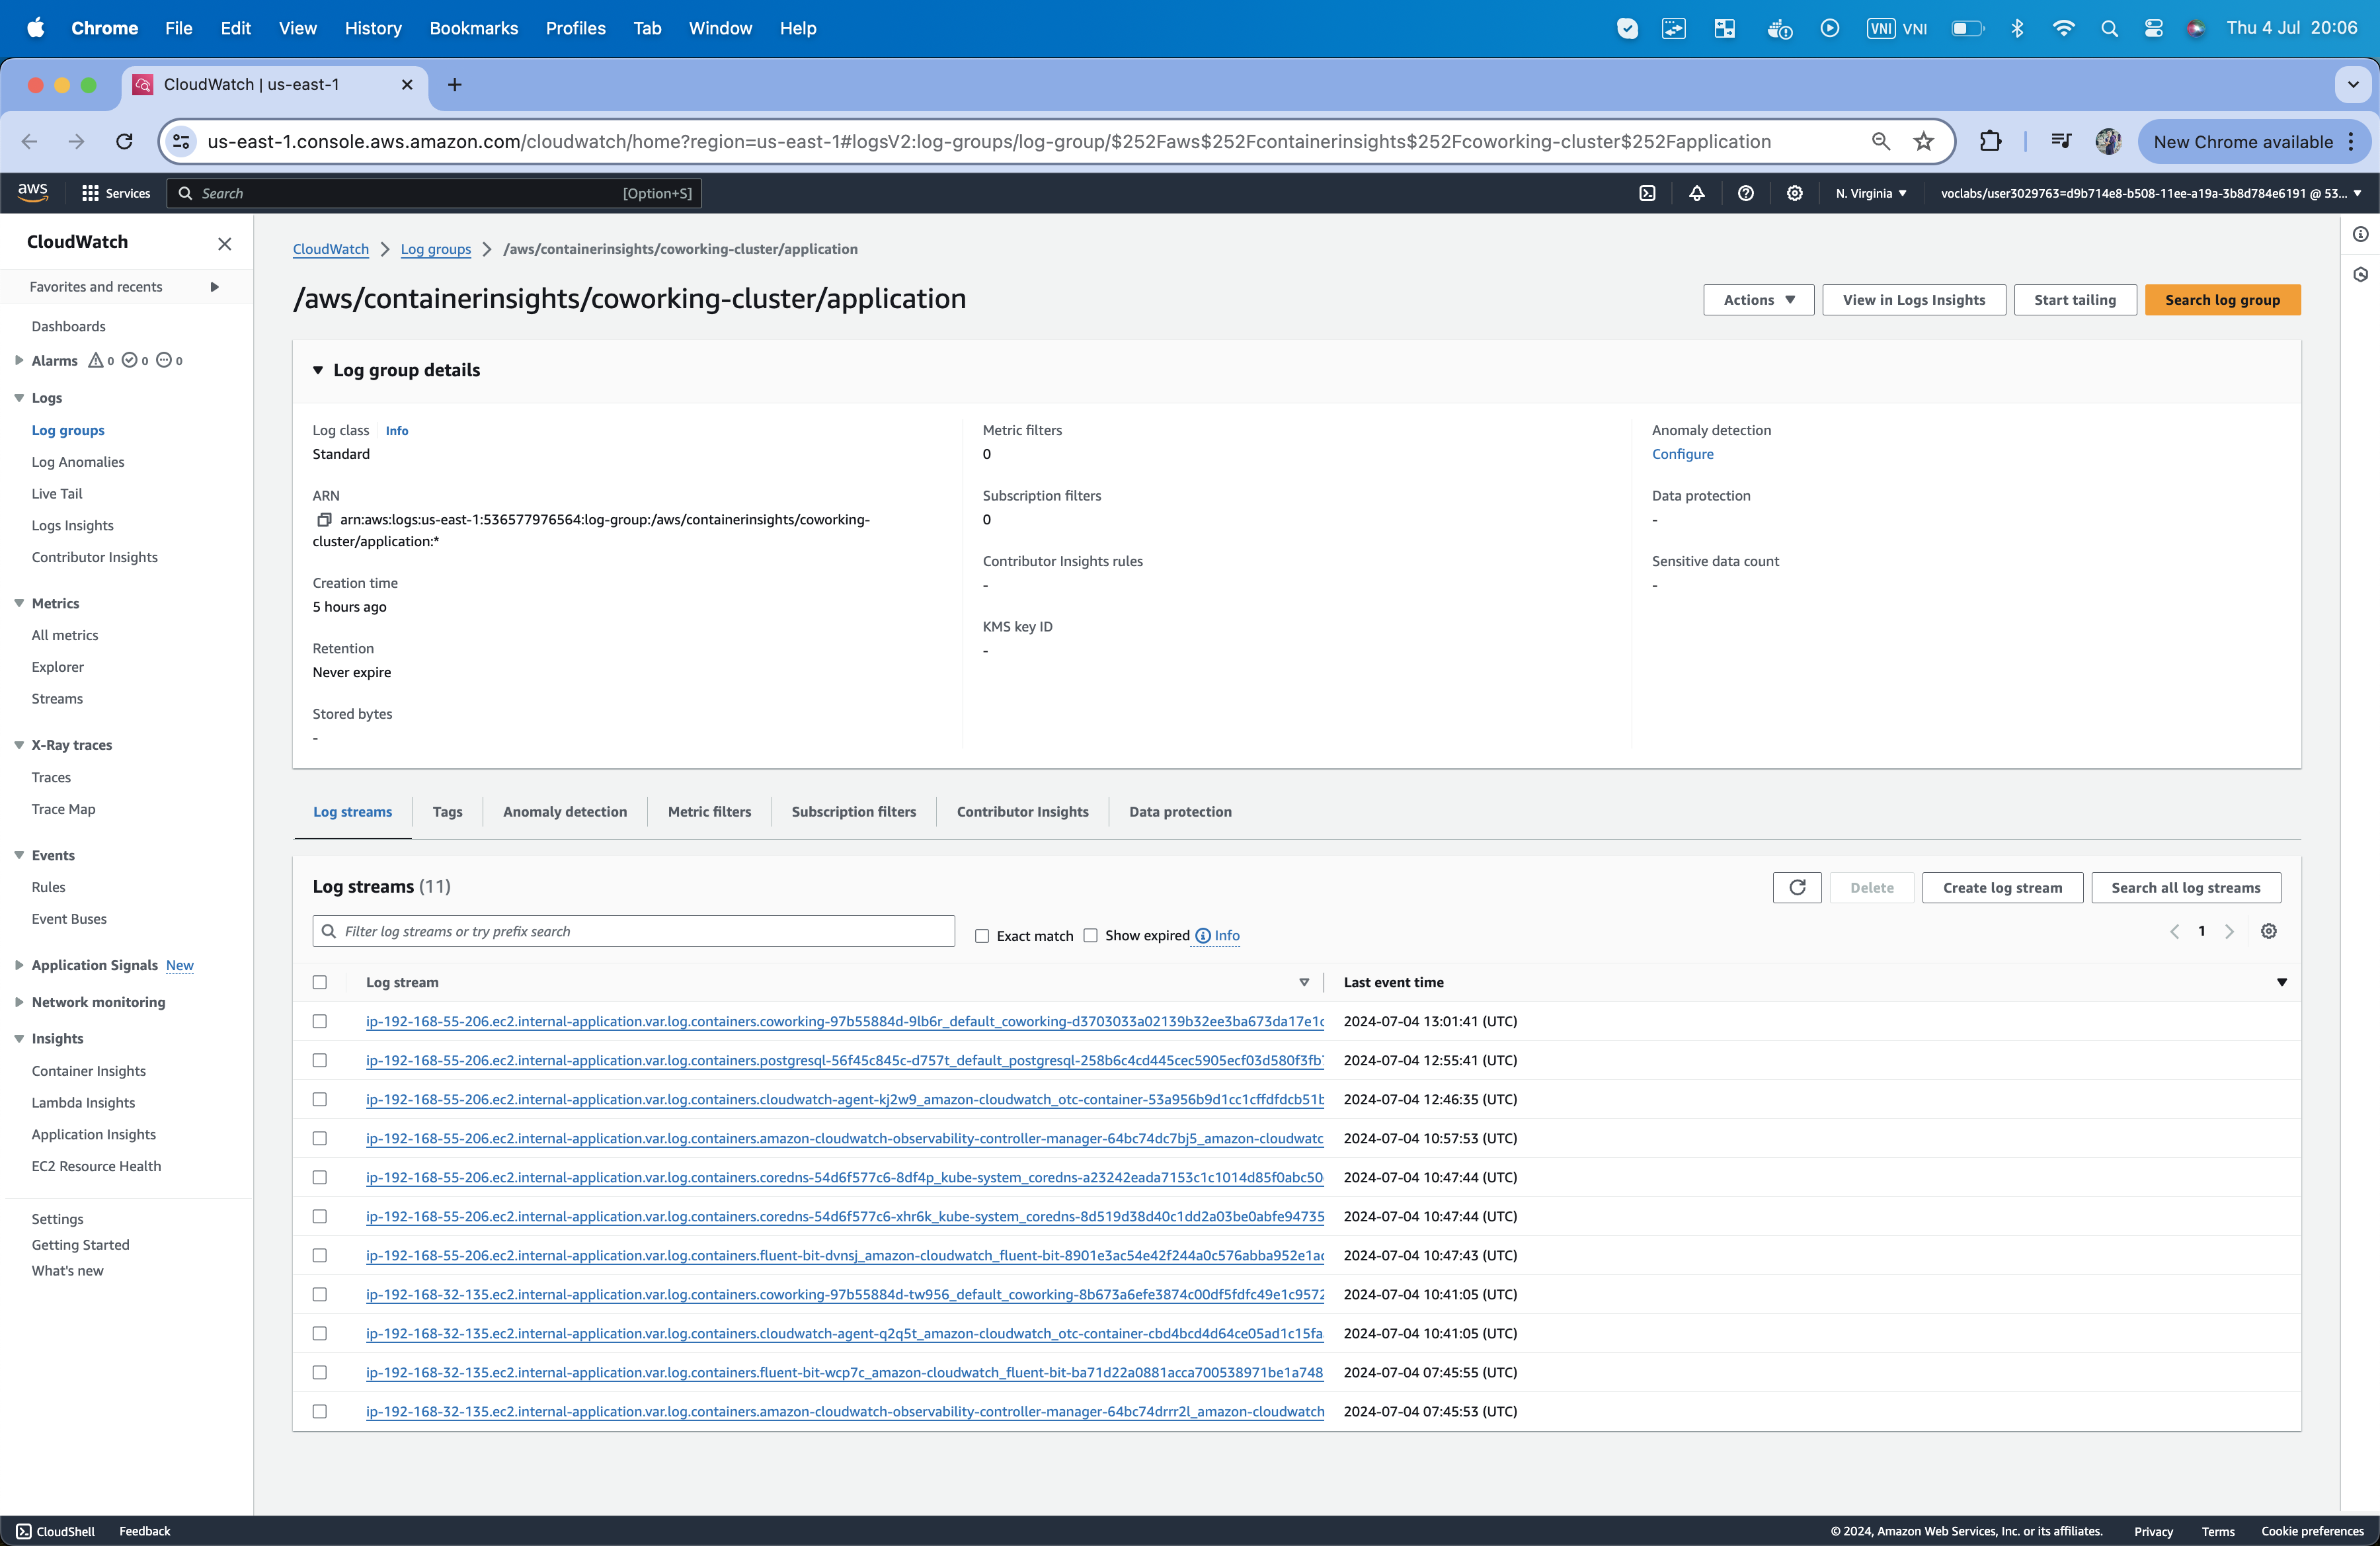 Chrome File Edit View History Bookmarks Profiles Tab Window Help VNI VNI Thu 4 Jul 20:06
CloudWatch | us-east-1
us-east-1.console.aws.amazon.com/cloudwatch/home?region=us-east-1#logsV2:log-groups/log-group/$252Faws$252Fcontainerinsights$252Fcoworking-cluster$252Fapplication New Chrome available
aws Services Search [Option+S] N. Virginia voclabs/user3029763=d9b714e8-b508-11ee-a19a-3b8d784e6191 @ 53...
CloudWatch
Favorites and recents
Dashboards
Alarms 0 0 0
Logs
Log groups
Log Anomalies
Live Tail
Logs Insights
Contributor Insights
Metrics
All metrics
Explorer
Streams
X-Ray traces
Traces
Trace Map
Events
Rules
Event Buses
Application Signals New
Network monitoring
Insights
Container Insights
Lambda Insights
Application Insights
EC2 Resource Health
Settings
Getting Started
What's new
CloudWatch Log groups /aws/containerinsights/coworking-cluster/application
/aws/containerinsights/coworking-cluster/application
Actions View in Logs Insights Start tailing Search log group
Log group details
Log class Info
Standard
ARN
arn:aws:logs:us-east-1:536577976564:log-group:/aws/containerinsights/coworking-
cluster/application:*
Creation time
5 hours ago
Retention
Never expire
Stored bytes
-
Metric filters
0
Subscription filters
0
Contributor Insights rules
-
KMS key ID
-
Anomaly detection
Configure
Data protection
-
Sensitive data count
-
Log streams Tags Anomaly detection Metric filters Subscription filters Contributor Insights Data protection
Log streams (11)
Delete Create log stream Search all log streams
Filter log streams or try prefix search Exact match Show expired Info 1
Log stream Last event time
ip-192-168-55-206.ec2.internal-application.var.log.containers.coworking-97b55884d-9lb6r_default_coworking-d3703033a02139b32ee3ba673da17e1c 2024-07-04 13:01:41 (UTC)
ip-192-168-55-206.ec2.internal-application.var.log.containers.postgresql-56f45c845c-d757t_default_postgresql-258b6c4cd445cec5905ecf03d580f3fb 2024-07-04 12:55:41 (UTC)
ip-192-168-55-206.ec2.internal-application.var.log.containers.cloudwatch-agent-kj2w9_amazon-cloudwatch_otc-container-53a956b9d1cc1cffdfdcb51b 2024-07-04 12:46:35 (UTC)
ip-192-168-55-206.ec2.internal-application.var.log.containers.amazon-cloudwatch-observability-controller-manager-64bc74dc7bj5_amazon-cloudwatc 2024-07-04 10:57:53 (UTC)
ip-192-168-55-206.ec2.internal-application.var.log.containers.coredns-54d6f577c6-8df4p_kube-system_coredns-a23242eada7153c1c1014d85f0abc50 2024-07-04 10:47:44 (UTC)
ip-192-168-55-206.ec2.internal-application.var.log.containers.coredns-54d6f577c6-xhr6k_kube-system_coredns-8d519d38d40c1dd2a03be0abfe94735 2024-07-04 10:47:44 (UTC)
ip-192-168-55-206.ec2.internal-application.var.log.containers.fluent-bit-dvnsj_amazon-cloudwatch_fluent-bit-8901e3ac54e42f244a0c576abba952e1ac 2024-07-04 10:47:43 (UTC)
ip-192-168-32-135.ec2.internal-application.var.log.containers.coworking-97b55884d-tw956_default_coworking-8b673a6efe3874c00df5fdfc49e1c9572 2024-07-04 10:41:05 (UTC)
ip-192-168-32-135.ec2.internal-application.var.log.containers.cloudwatch-agent-q2q5t_amazon-cloudwatch_otc-container-cbd4bcd4d64ce05ad1c15fa 2024-07-04 10:41:05 (UTC)
ip-192-168-32-135.ec2.internal-application.var.log.containers.fluent-bit-wcp7c_amazon-cloudwatch_fluent-bit-ba71d22a0881acca700538971be1a748 2024-07-04 07:45:55 (UTC)
ip-192-168-32-135.ec2.internal-application.var.log.containers.amazon-cloudwatch-observability-controller-manager-64bc74drrr2l_amazon-cloudwatch 2024-07-04 07:45:53 (UTC)
CloudShell Feedback © 2024, Amazon Web Services, Inc. or its affiliates. Privacy Terms Cookie preferences